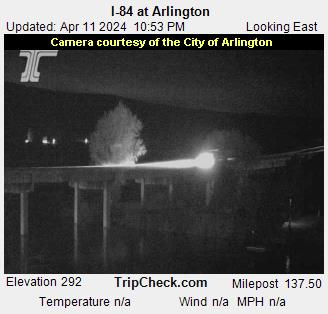 I-84 at Arlington
Updated: Apr 11 2024 10:53 PM Looking East
Camera courtesy of the City of Arlington
Elevation 292 TripCheck.com Milepost 137.50
Temperature n/a Wind n/a MPH n/a